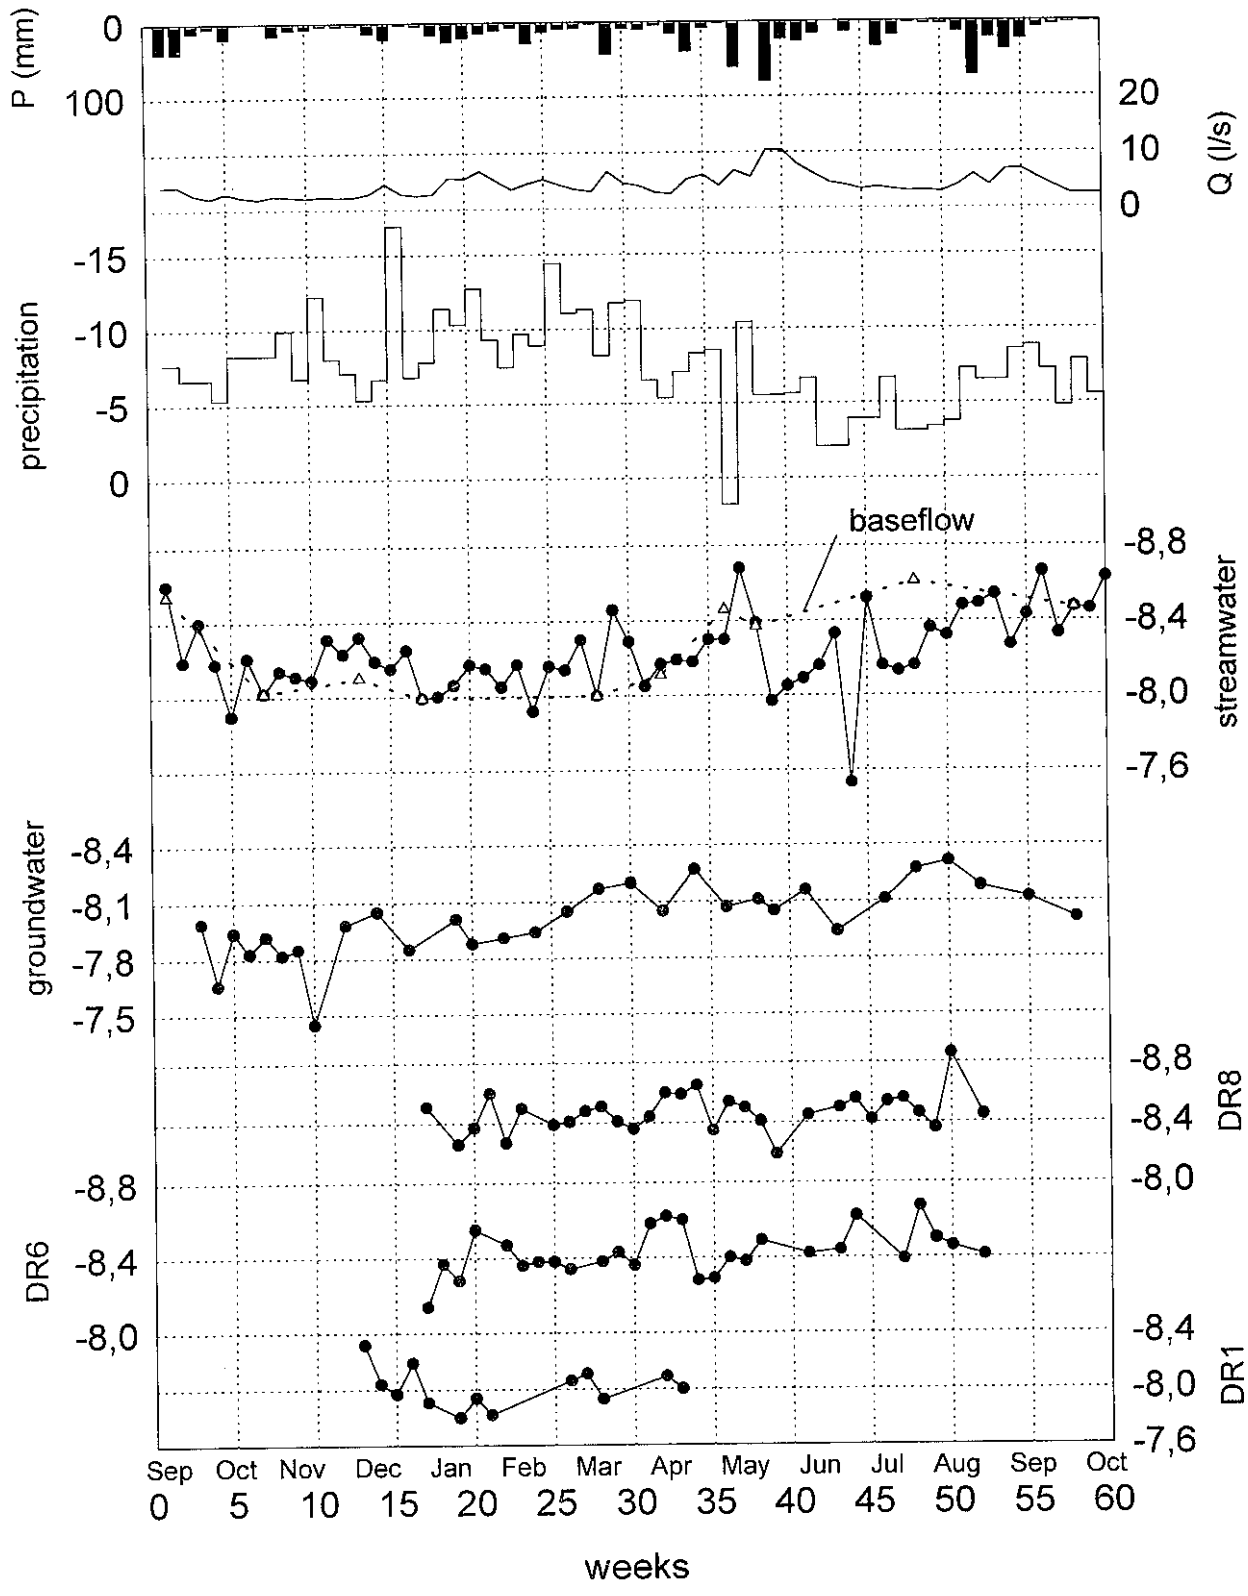 0
P (mm)
100
20
10
0
Q (l/s)
-15
-10
-5
0
precipitation
baseflow
-8,8
-8,4
-8,0
-7,6
streamwater
-8,4
-8,1
-7,8
-7,5
groundwater
-8,8
-8,4
-8,0
DR8
-8,8
-8,4
-8,0
DR6
-8,4
-8,0
-7,6
DR1
Sep Oct Nov Dec Jan Feb Mar Apr May Jun Jul Aug Sep Oct
0 5 10 15 20 25 30 35 40 45 50 55 60
weeks